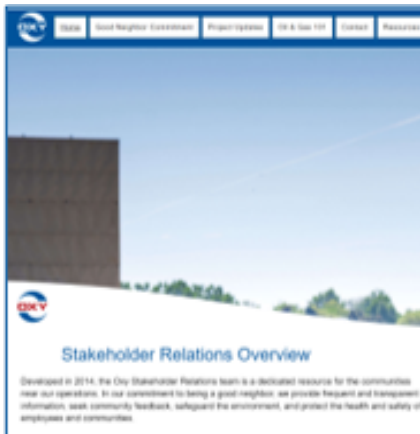 OXY
Home Good Neighbor Commitment Project Updates Oil & Gas 101 Contact Resources
OXY
Stakeholder Relations Overview
Developed in 2014, the Oxy Stakeholder Relations team is a dedicated resource for the communities
near our operations. In our commitment to being a good neighbor, we provide frequent and transparent
information, seek community feedback, safeguard the environment, and protect the health and safety of
employees and communities.